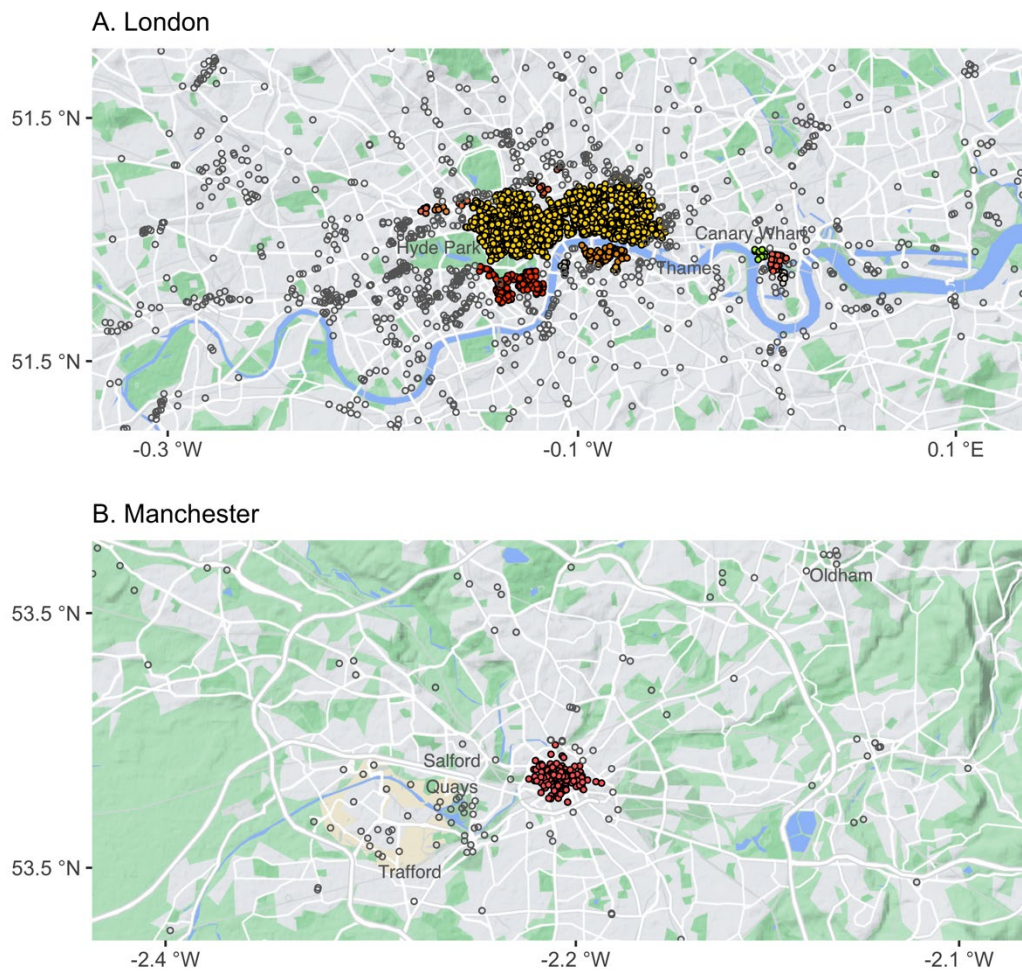 A. London
51.5 °N
Canary Wharf
Hyde Park
Thames
51.5 °N
-0.3 °W
-0.1 °W
0.1 °E
B. Manchester
Oldham
53.5 °N
Salford
Quays
53.5 °N
Trafford
-2.4 °W
-2.2 °W
-2.1 °W